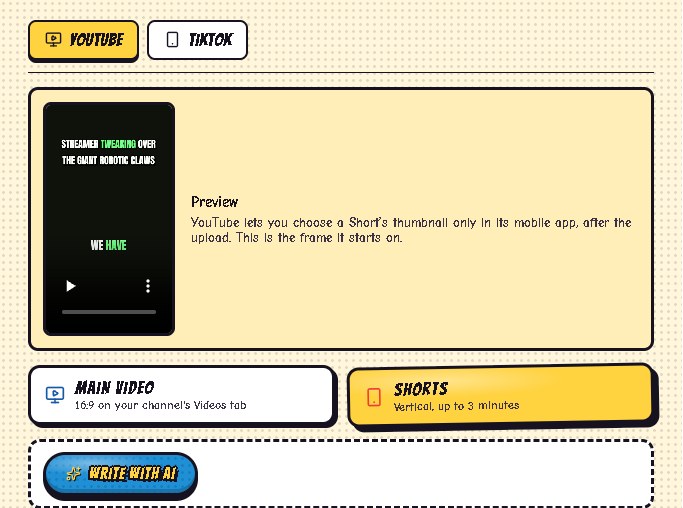 YOUTUBE
TIKTOK
STREAMER TWEAKING OVER
THE GIANT ROBOTIC CLAWS
WE HAVE
Preview
YouTube lets you choose a Short's thumbnail only in its mobile app, after the
upload. This is the frame it starts on.
MAIN VIDEO
16:9 on your channel's Videos tab
SHORTS
Vertical, up to 3 minutes
WRITE WITH AI